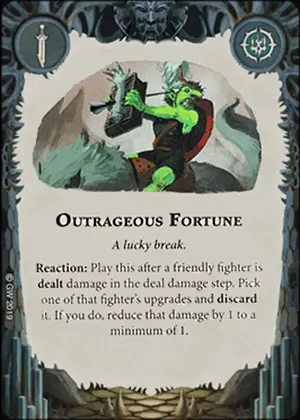 OUTRAGEOUS FORTUNE
A lucky break.
Reaction: Play this after a friendly fighter is
dealt damage in the deal damage step. Pick
one of that fighter's upgrades and discard
it. If you do, reduce that damage by 1 to a
minimum of 1.
© GW 2019